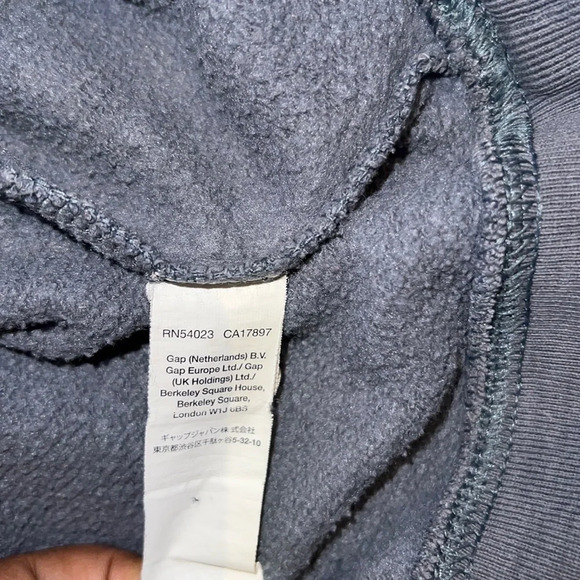 RN54023 CA17897
Gap (Netherlands) B.V.
Gap Europe Ltd./ Gap
(UK Holdings) Ltd./
Berkeley Square House,
Berkeley Square,
London W1J 6BS
ギャップジャパン株式会社
東京都渋谷区千駄ヶ谷5-32-10